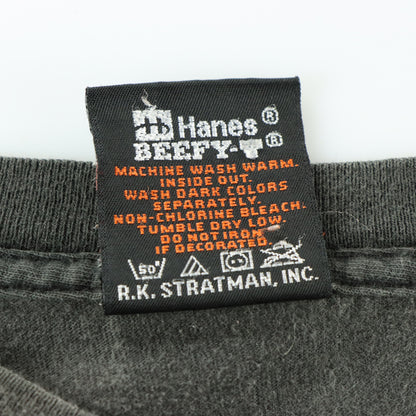 Hanes®
BEEFY-T®
MACHINE WASH WARM.
INSIDE OUT.
WASH DARK COLORS
SEPARATELY.
NON-CHLORINE BLEACH.
TUMBLE DRY LOW.
DO NOT IRON
IF DECORATED.
50°
R.K. STRATMAN, INC.